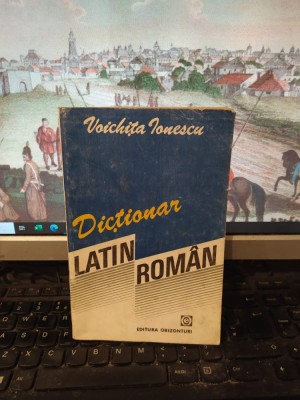 Voichița Ionescu
Dicționar
LATIN
ROMÂN
EDITURA ORIZONTURI